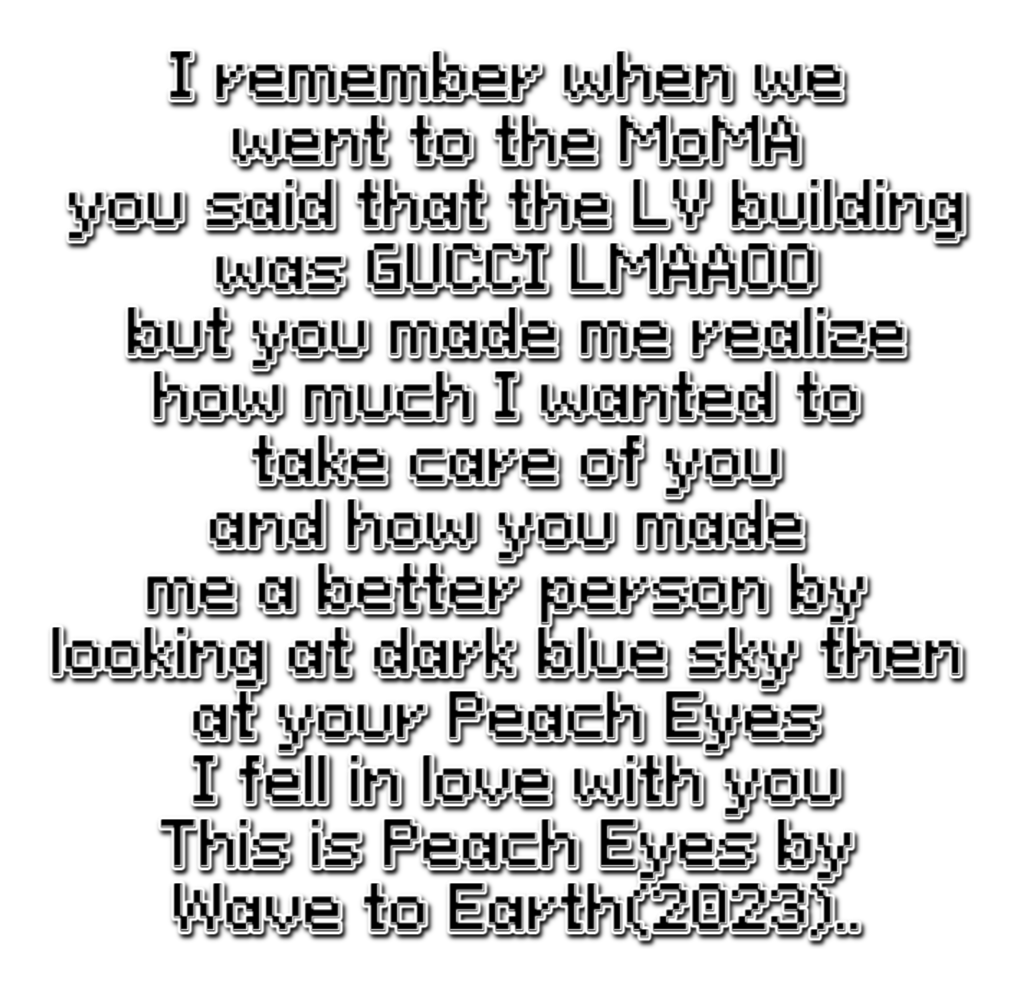 I remember when we
went to the MoMA
you said that the LV building
was GUCCI LMAAOO
but you made me realize
how much I wanted to
take care of you
and how you made
me a better person by
looking at dark blue sky then
at your Peach Eyes
I fell in love with you
This is Peach Eyes by
Wave to Earth(2023)..